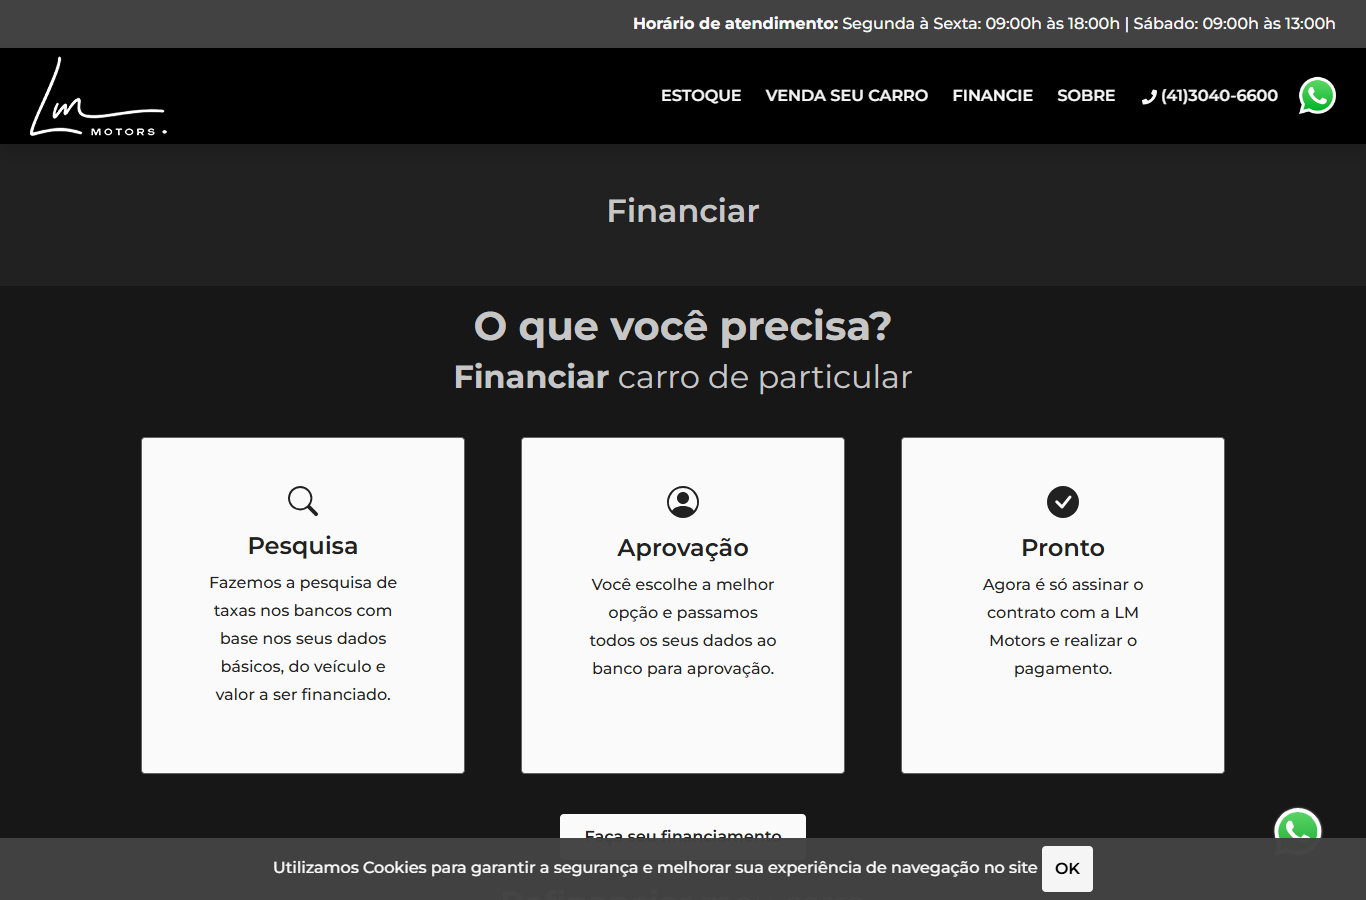 Horário de atendimento: Segunda à Sexta: 09:00h às 18:00h | Sábado: 09:00h às 13:00h
Lm MOTORS
ESTOQUE VENDA SEU CARRO FINANCIE SOBRE (41)3040-6600
Financiar
O que você precisa?
Financiar carro de particular
Pesquisa
Fazemos a pesquisa de
taxas nos bancos com
base nos seus dados
básicos, do veículo e
valor a ser financiado.
Aprovação
Você escolhe a melhor
opção e passamos
todos os seus dados ao
banco para aprovação.
Pronto
Agora é só assinar o
contrato com a LM
Motors e realizar o
pagamento.
Faça seu financiamento
Utilizamos Cookies para garantir a segurança e melhorar sua experiência de navegação no site OK